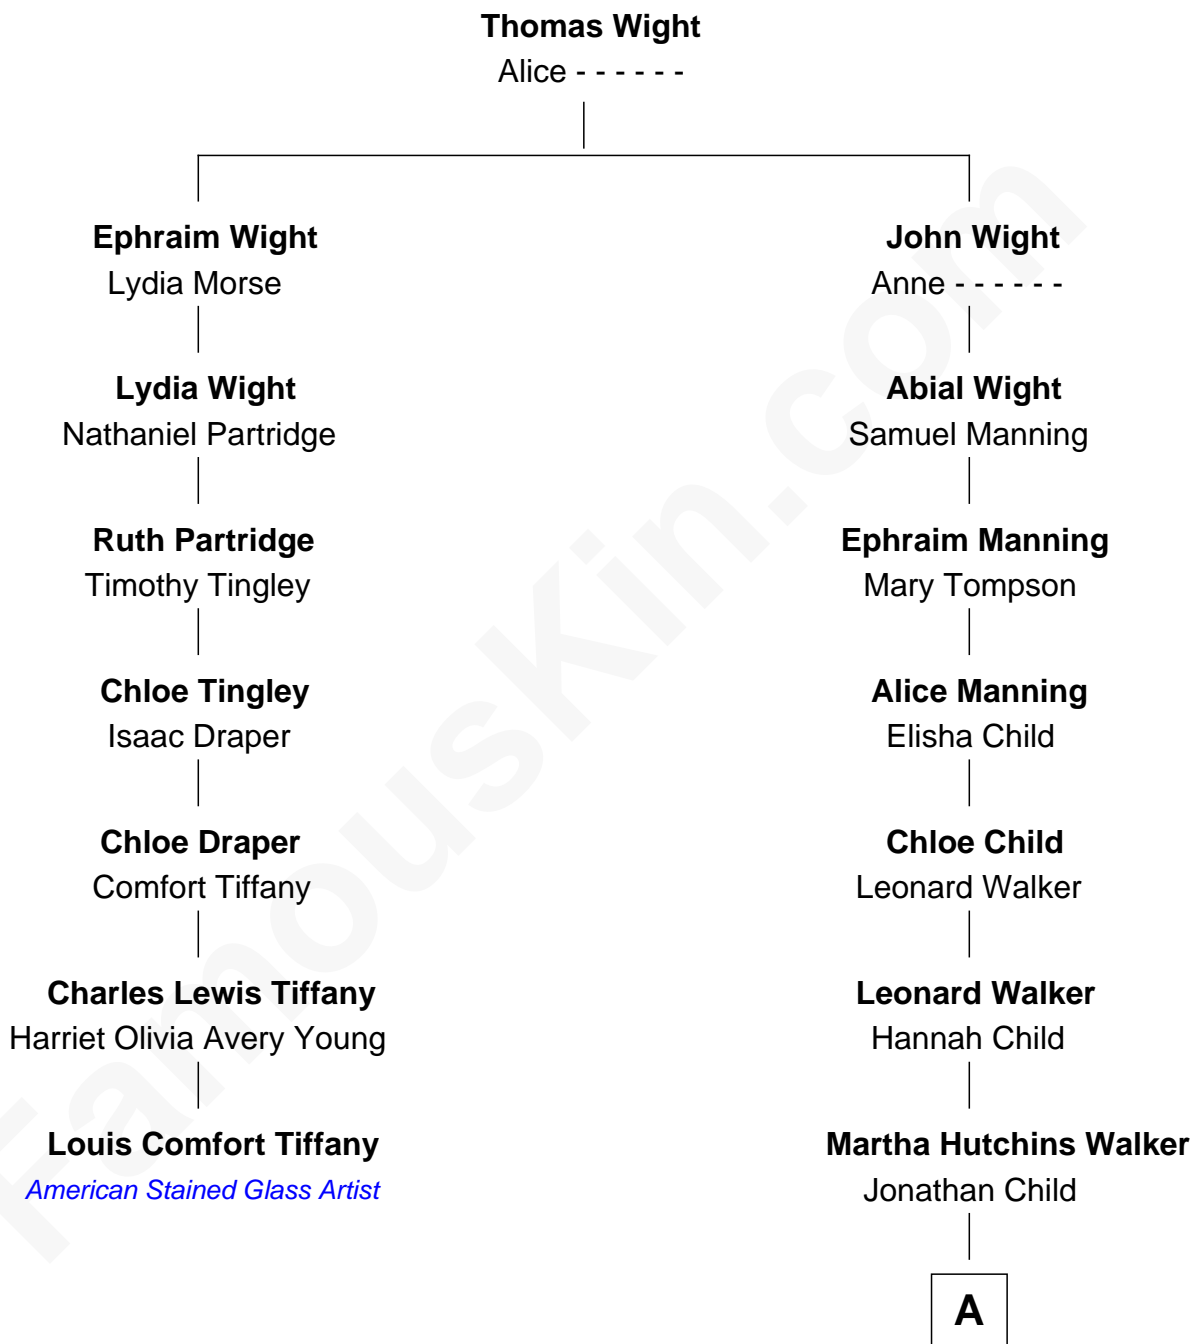 Thomas Wight
Alice - - - - - -
Ephraim Wight
Lydia Morse
John Wight
Anne - - - - - -
Lydia Wight
Nathaniel Partridge
Abial Wight
Samuel Manning
Ruth Partridge
Timothy Tingley
Ephraim Manning
Mary Tompson
Chloe Tingley
Isaac Draper
Alice Manning
Elisha Child
Chloe Draper
Comfort Tiffany
Chloe Child
Leonard Walker
Charles Lewis Tiffany
Harriet Olivia Avery Young
Leonard Walker
Hannah Child
Louis Comfort Tiffany
American Stained Glass Artist
Martha Hutchins Walker
Jonathan Child
A
FamousKin.com